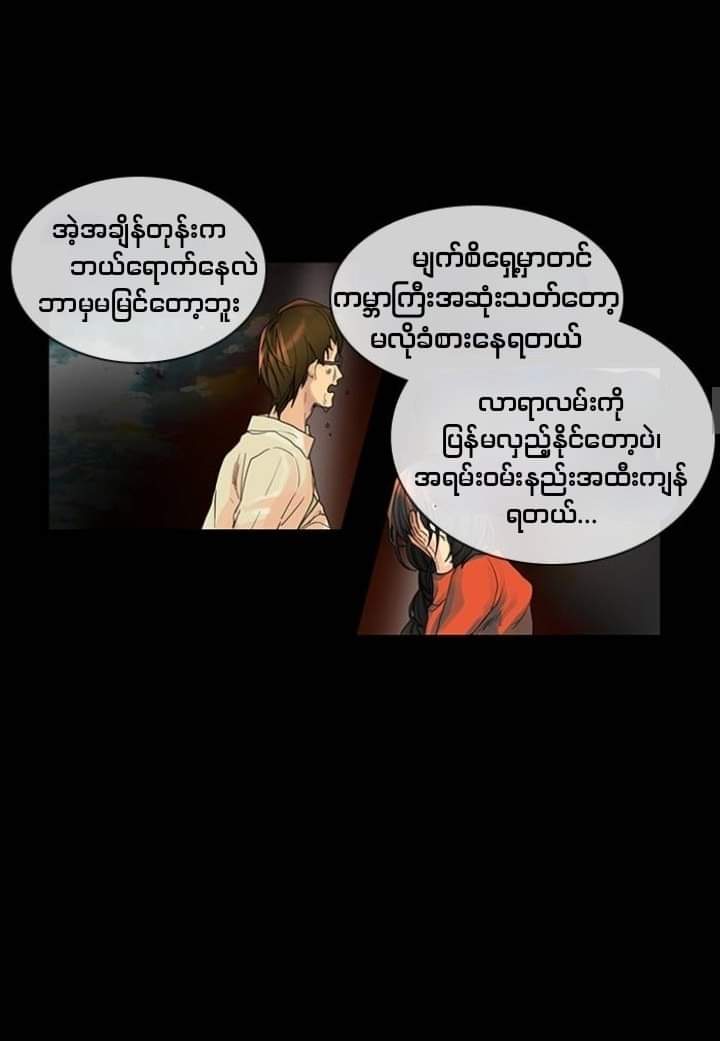 အဲ့အချိန်တုန်းက
ဘယ်ရောက်နေလဲ
ဘာမှမမြင်တော့ဘူး
မျက်စိရှေ့မှာတင်
ကမ္ဘာကြီးအဆုံးသတ်တော့
မလိုခံစားနေရတယ်
လာရာလမ်းကို
ပြန်မလှည့်နိုင်တော့ပဲ၊
အရမ်းဝမ်းနည်းအထီးကျန်
ရတယ်...